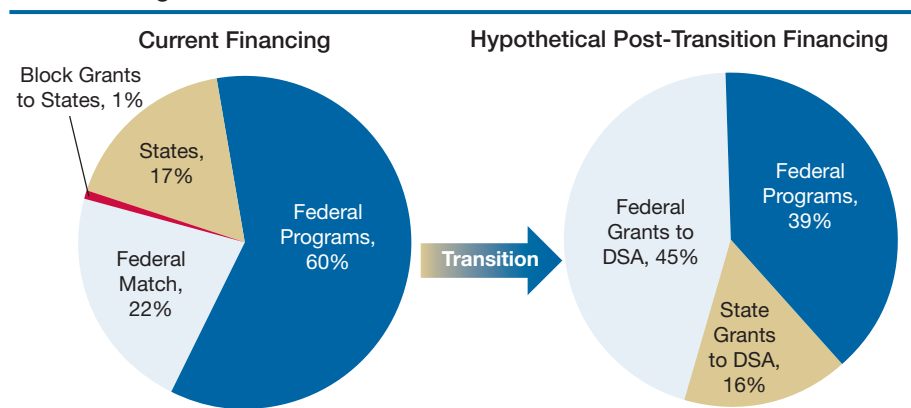 Current Financing
Block Grants
to States, 1%
States,
17%
Federal
Programs,
60%
Federal
Match,
22%
Transition
Hypothetical Post-Transition Financing
Federal
Grants to
DSA, 45%
Federal
Programs
39%
State
Grants
to DSA,
16%